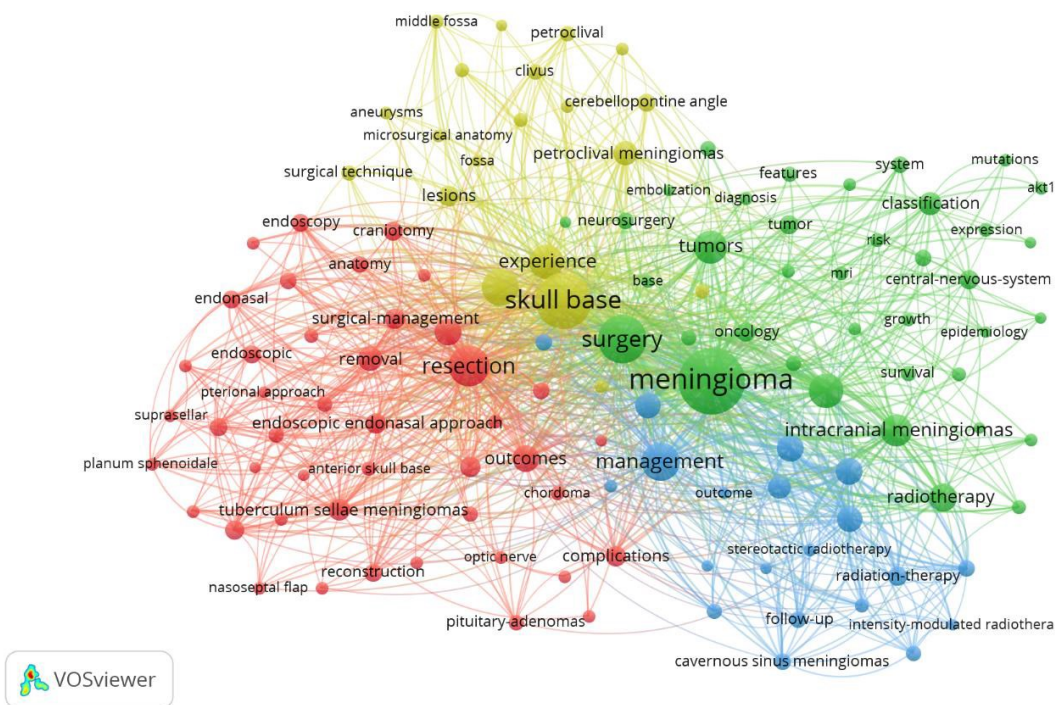 middle fossa
petroclival
clivus
cerebellopontine angle
aneurysms
microsurgical anatomy
fossa
petroclival meningiomas
surgical technique
lesions
embolization
features
system
mutations
diagnosis
akt1
classification
endoscopy
craniotomy
neurosurgery
tumor
expression
tumors
risk
anatomy
experience
base
mri
central-nervous-system
endonasal
skull base
surgical-management
surgery
oncology
growth
epidemiology
endoscopic
removal
resection
meningioma
survival
pterional approach
suprasellar
endoscopic endonasal approach
intracranial meningiomas
planum sphenoidale
anterior skull base
outcomes
management
chordoma
outcome
radiotherapy
tuberculum sellae meningiomas
optic nerve
complications
stereotactic radiotherapy
reconstruction
radiation-therapy
nasoseptal flap
pituitary-adenomas
follow-up
intensity-modulated radiothera
cavernous sinus meningiomas
VOSviewer